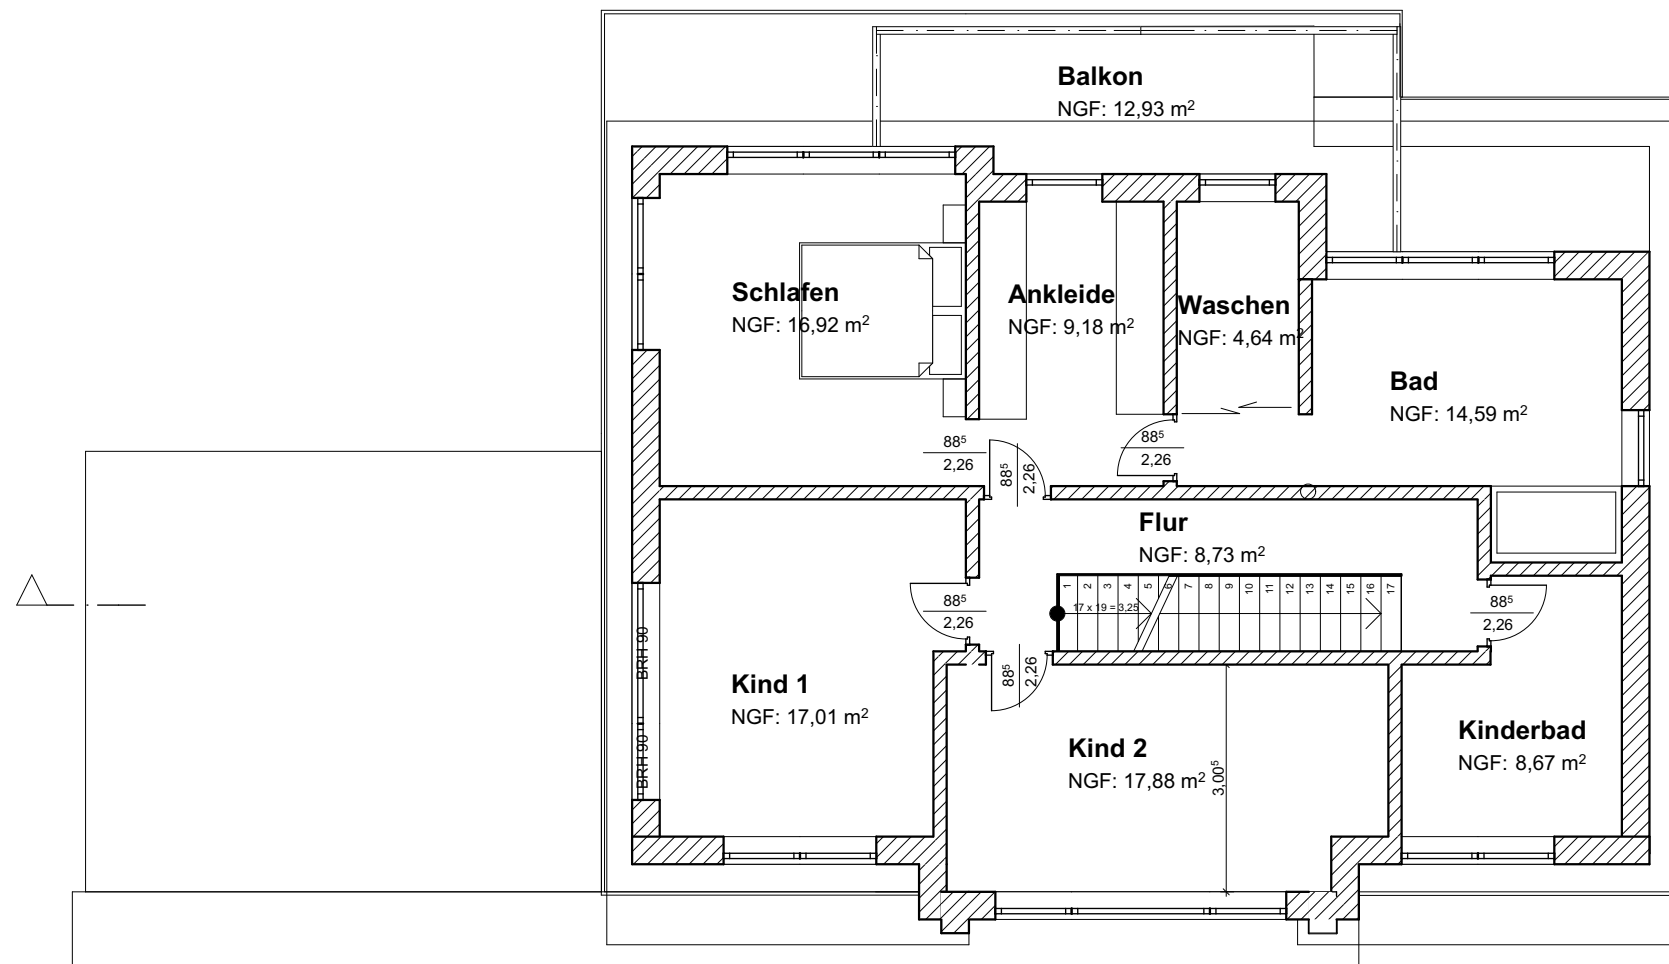 Balkon
NGF: 12,93 m²
Schlafen
NGF: 16,92 m²
Ankleide
NGF: 9,18 m²
Waschen
NGF: 4,64 m²
Bad
NGF: 14,59 m²
88⁵
2,26
88⁵
2,26
88⁵
2,26
Flur
NGF: 8,73 m²
1 2 3 4 5 6 7 8 9 10 11 12 13 14 15 16 17
17 x 19 = 3,25
88⁵
2,26
88⁵
2,26
88⁵
2,26
BRH 90
BRH 90
Kind 1
NGF: 17,01 m²
Kind 2
NGF: 17,88 m²
3,00⁵
Kinderbad
NGF: 8,67 m²